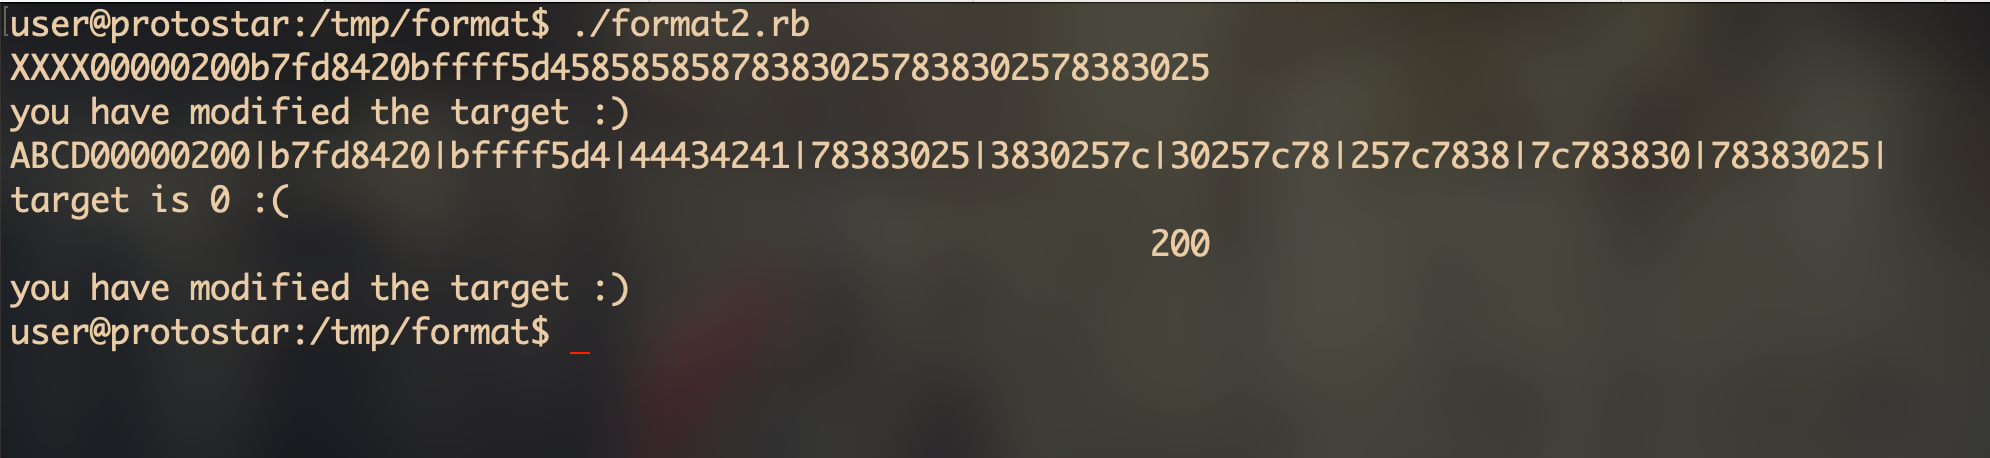 user@protostar:/tmp/format$ ./format2.rb
XXXX00000200b7fd8420bffff5d458585858783830257838302578383025
you have modified the target :)
ABCD00000200|b7fd8420|bffff5d4|44434241|78383025|3830257c|30257c78|257c7838|7c783830|78383025|
target is 0 :(
200
you have modified the target :)
user@protostar:/tmp/format$ _